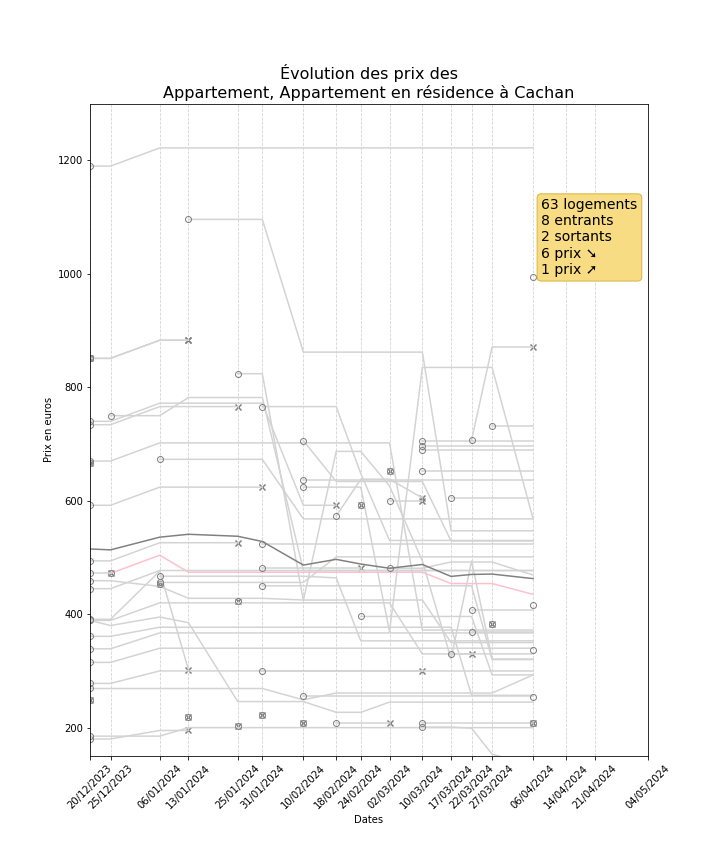 Évolution des prix des
Appartement, Appartement en résidence à Cachan
1200
1000
800
600
400
200
Prix en euros
63 logements
8 entrants
2 sortants
6 prix ➘
1 prix ➚
20/12/2023
25/12/2023
06/01/2024
13/01/2024
25/01/2024
31/01/2024
10/02/2024
18/02/2024
24/02/2024
02/03/2024
10/03/2024
17/03/2024
22/03/2024
27/03/2024
06/04/2024
14/04/2024
21/04/2024
04/05/2024
Dates